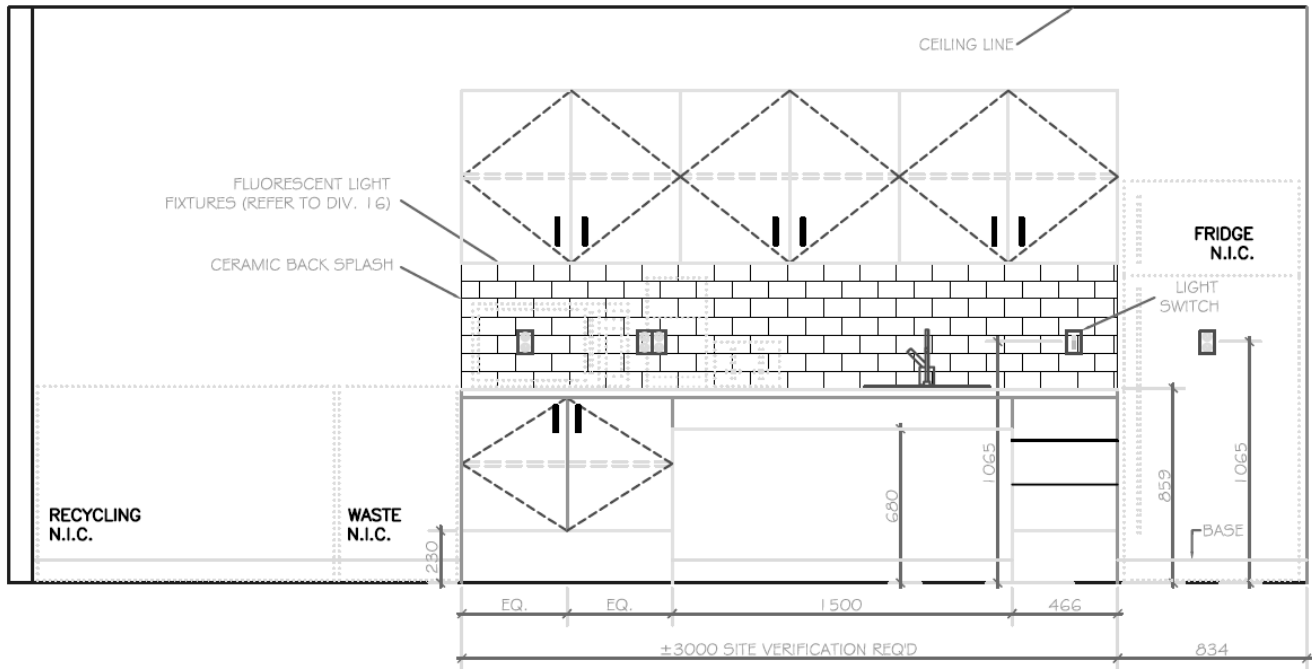 CEILING LINE
FLUORESCENT LIGHT
FIXTURES (REFER TO DIV. 16)
CERAMIC BACK SPLASH
FRIDGE
N.I.C.
LIGHT
SWITCH
RECYCLING
N.I.C.
WASTE
N.I.C.
230
680
1065
859
1065
BASE
EQ.
EQ.
1500
466
±3000 SITE VERIFICATION REQ'D
834